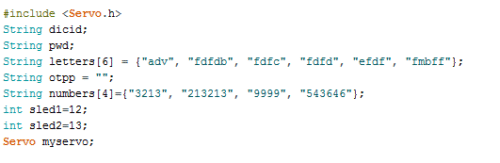 #include <Servo.h>
String dicid;
String pwd;
String letters[6] = {"adv", "fdfdb", "fdfc", "fdfd", "efdf", "fmbff"};
String otpp = "";
String numbers[4]={"3213", "213213", "9999", "543646"};
int sled1=12;
int sled2=13;
Servo myservo;